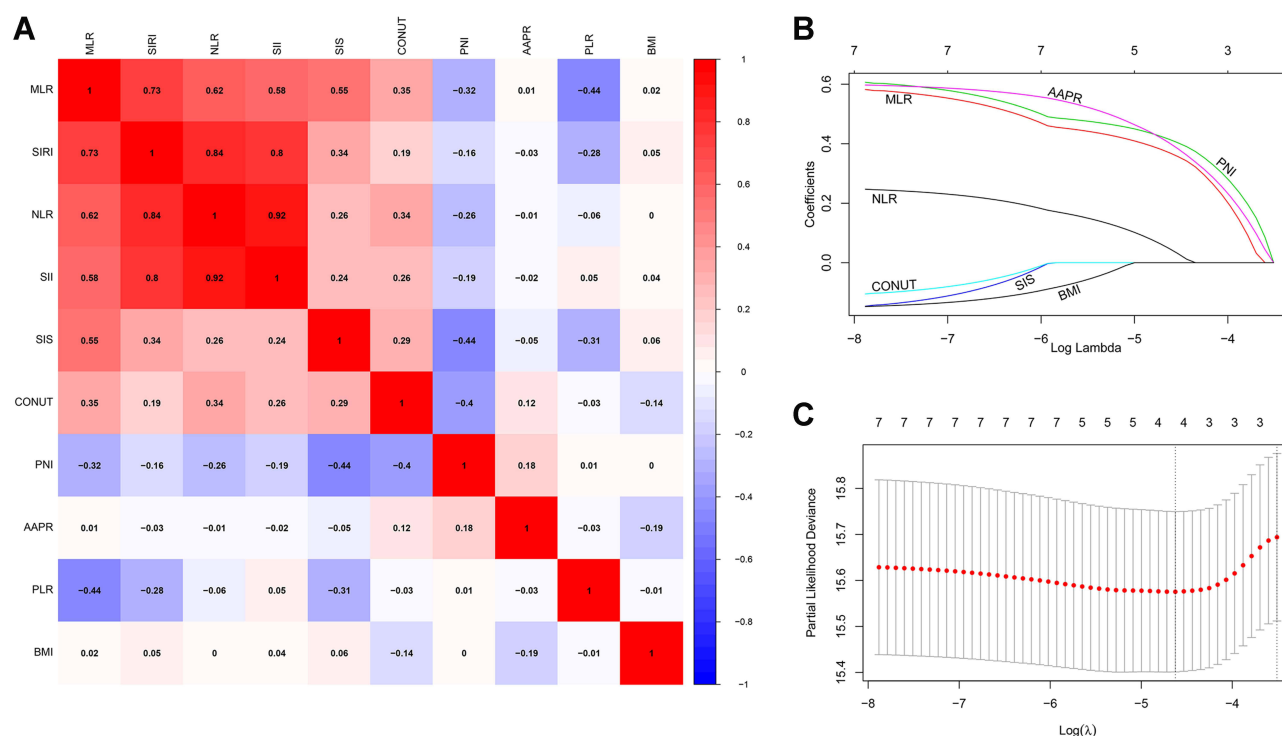 A
MLR SIRI NLR SII SIS CONUT PNI AAPR PLR BMI
MLR 1 0.73 0.62 0.58 0.55 0.35 −0.32 0.01 −0.44 0.02
SIRI 0.73 1 0.84 0.8 0.34 0.19 −0.16 −0.03 −0.28 0.05
NLR 0.62 0.84 1 0.92 0.26 0.34 −0.26 −0.01 −0.06 0
SII 0.58 0.8 0.92 1 0.24 0.26 −0.19 −0.02 0.05 0.04
SIS 0.55 0.34 0.26 0.24 1 0.29 −0.44 −0.05 −0.31 0.06
CONUT 0.35 0.19 0.34 0.26 0.29 1 −0.4 0.12 −0.03 −0.14
PNI −0.32 −0.16 −0.26 −0.19 −0.44 −0.4 1 0.18 0.01 0
AAPR 0.01 −0.03 −0.01 −0.02 −0.05 0.12 0.18 1 −0.03 −0.19
PLR −0.44 −0.28 −0.06 0.05 −0.31 −0.03 0.01 −0.03 1 −0.01
BMI 0.02 0.05 0 0.04 0.06 −0.14 0 −0.19 −0.01 1
1
0.8
0.6
0.4
0.2
0
−0.2
−0.4
−0.6
−0.8
−1
B
7 7 7 5 3
Coefficients
0.6
0.4
0.2
0.0
MLR
AAPR
PNI
NLR
CONUT
SIS
BMI
−8 −7 −6 −5 −4
Log Lambda
C
7 7 7 7 7 7 7 7 5 5 5 4 4 3 3 3
Partial Likelihood Deviance
15.8
15.7
15.6
15.5
15.4
−8 −7 −6 −5 −4
Log(λ)